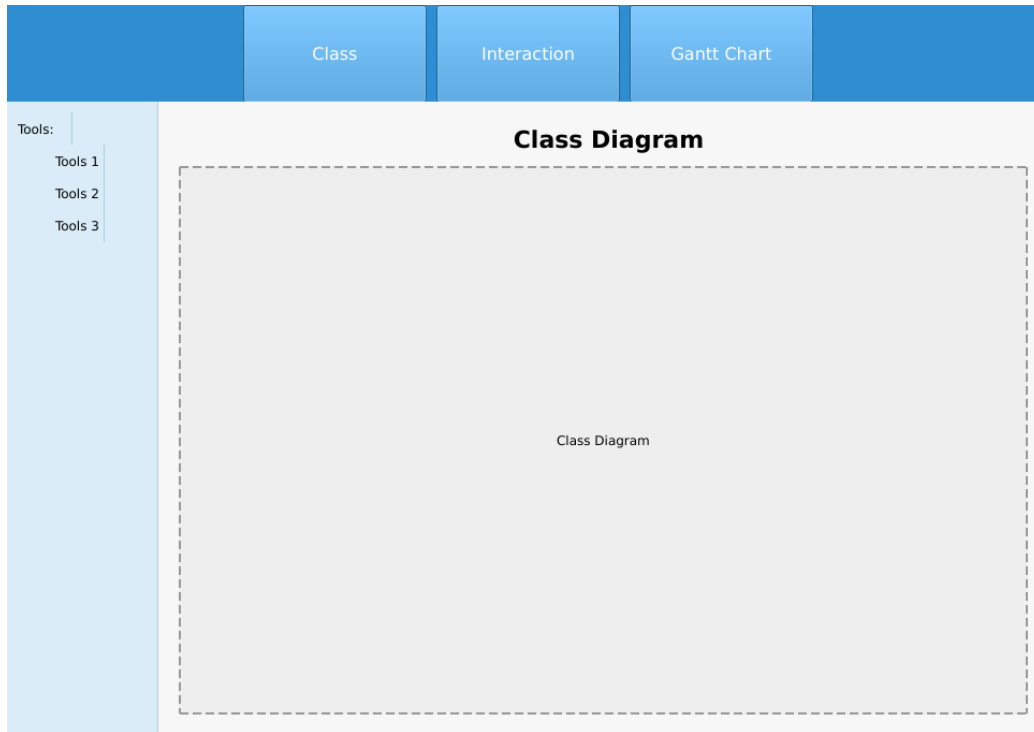 Class
Interaction
Gantt Chart
Tools:
Tools 1
Tools 2
Tools 3
Class Diagram
Class Diagram